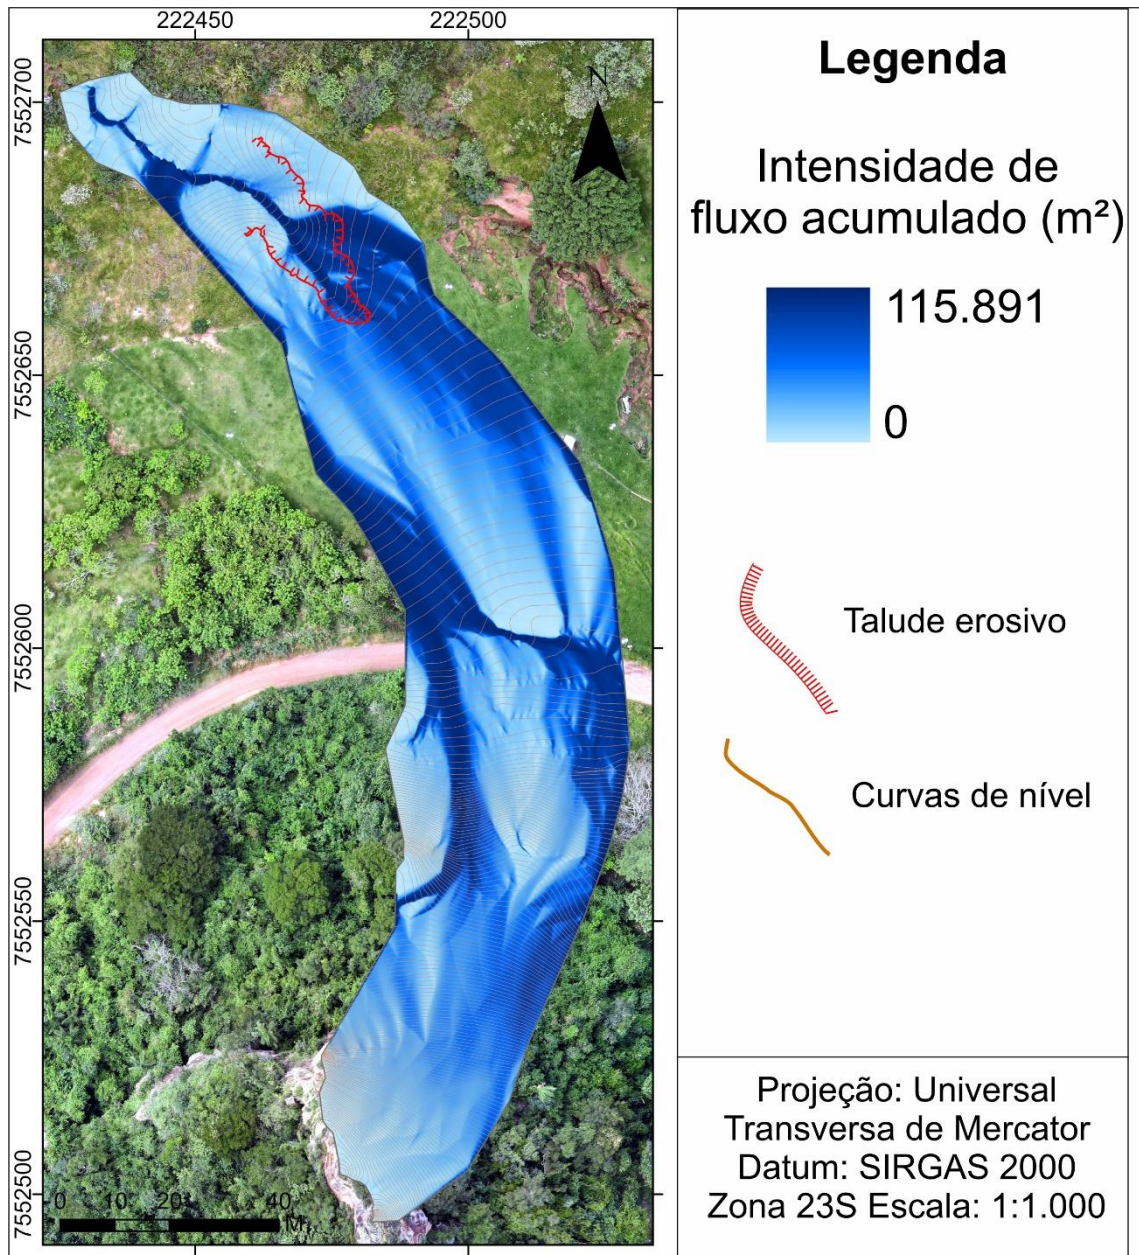 222450
222500
7552700
7552650
7552600
7552550
7552500
N
0 10 20 40
M
Legenda
Intensidade de
fluxo acumulado (m²)
115.891
0
Talude erosivo
Curvas de nível
Projeção: Universal
Transversa de Mercator
Datum: SIRGAS 2000
Zona 23S Escala: 1:1.000